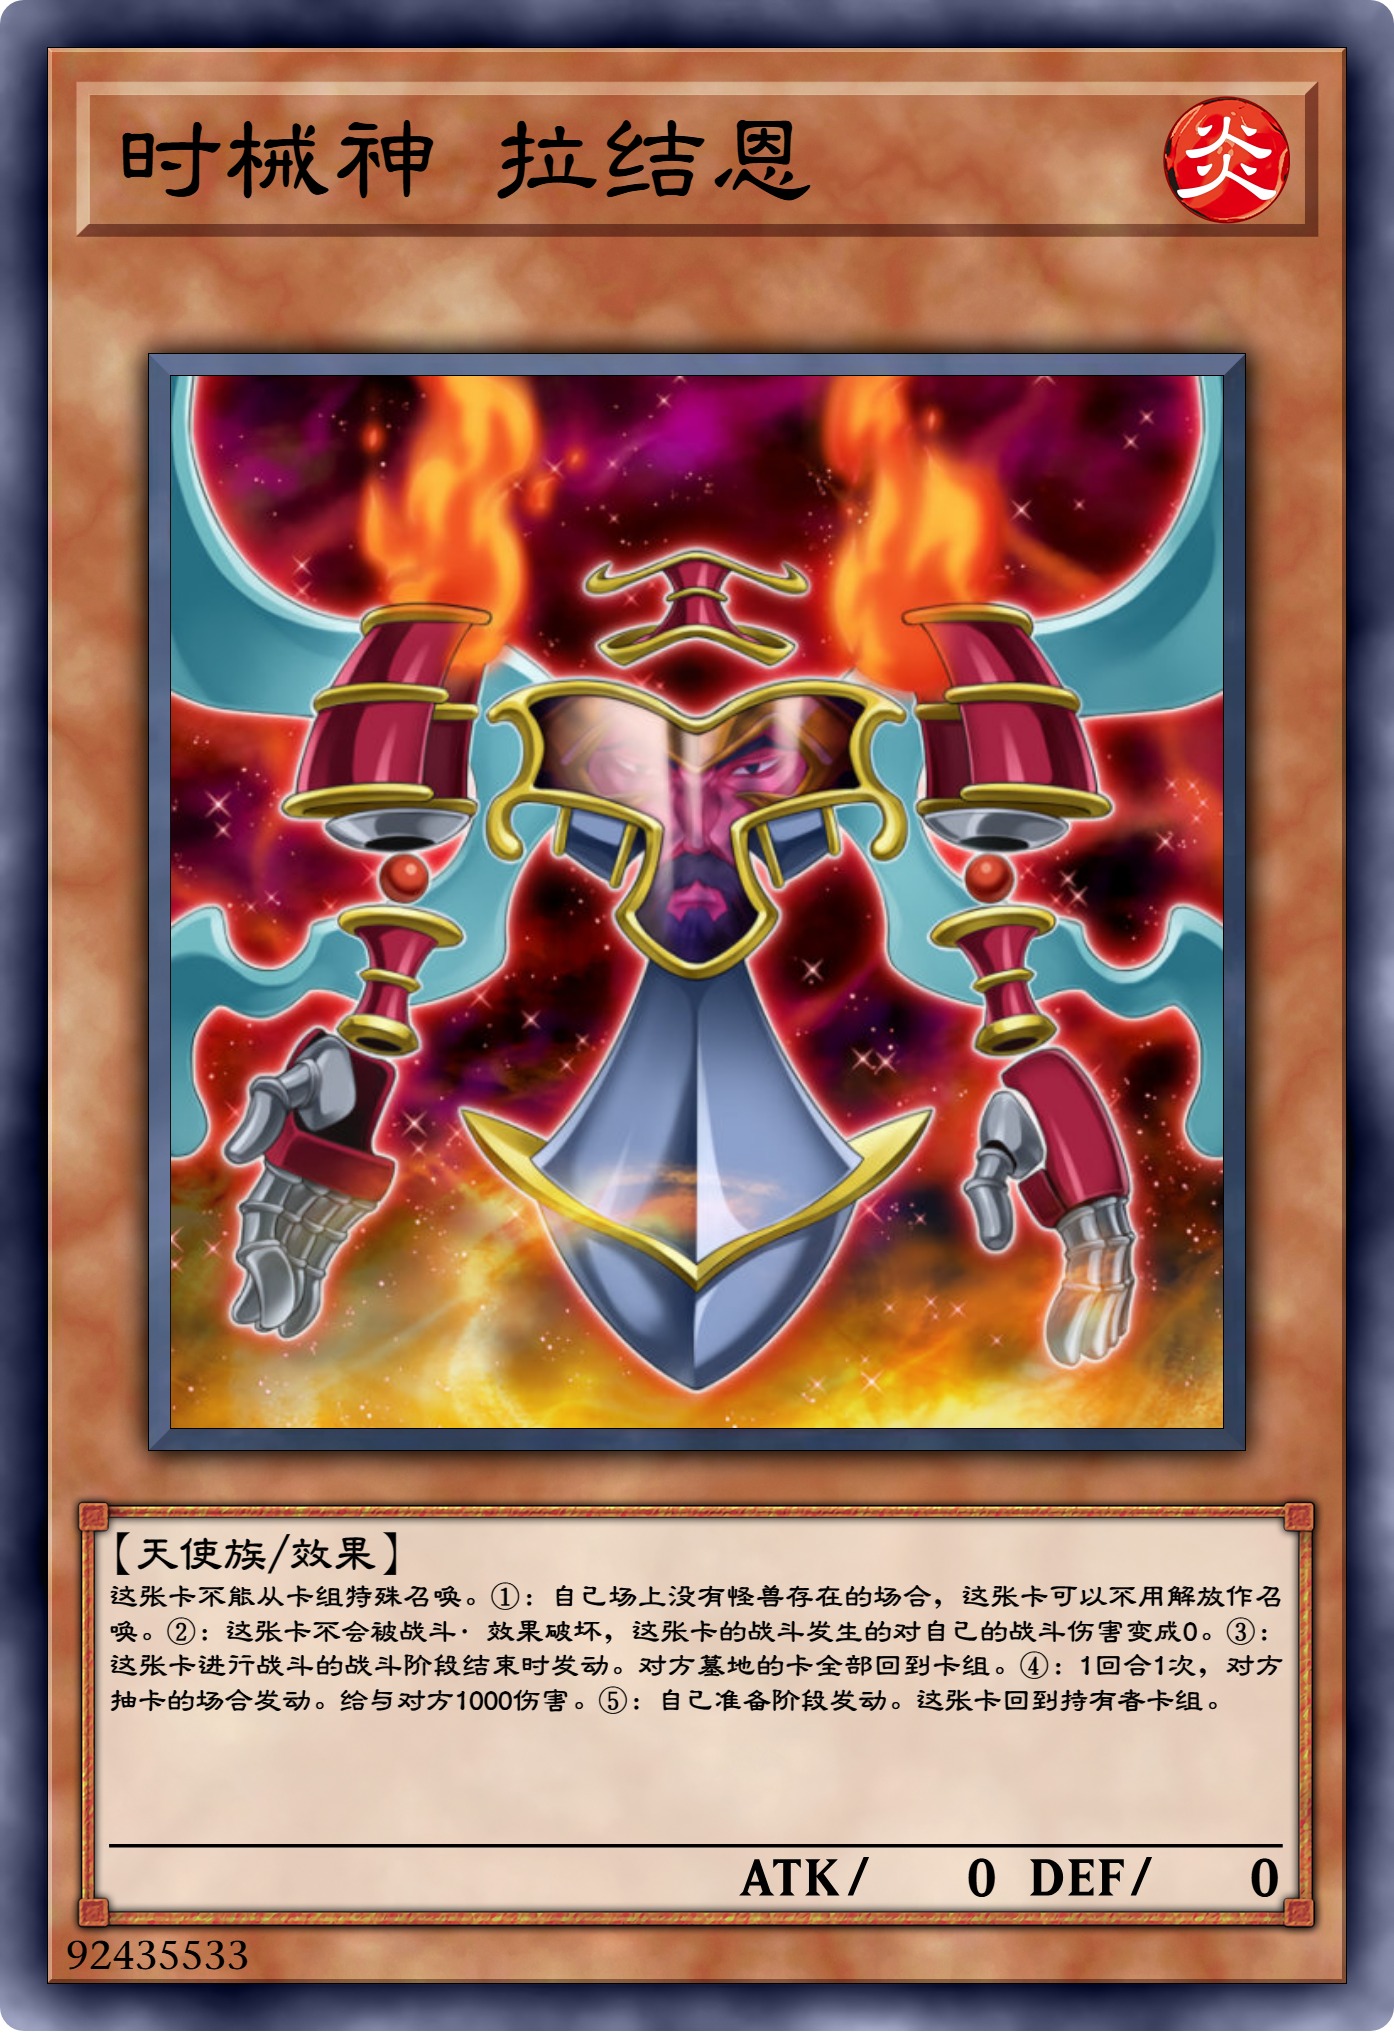 时械神 拉结恩
炎
【天使族/效果】
这张卡不能从卡组特殊召唤。①：自己场上没有怪兽存在的场合，这张卡可以不用解放作召
唤。②：这张卡不会被战斗·效果破坏，这张卡的战斗发生的对自己的战斗伤害变成0。③：
这张卡进行战斗的战斗阶段结束时发动。对方墓地的卡全部回到卡组。④：1回合1次，对方
抽卡的场合发动。给与对方1000伤害。⑤：自己准备阶段发动。这张卡回到持有者卡组。
ATK/ 0 DEF/ 0
92435533